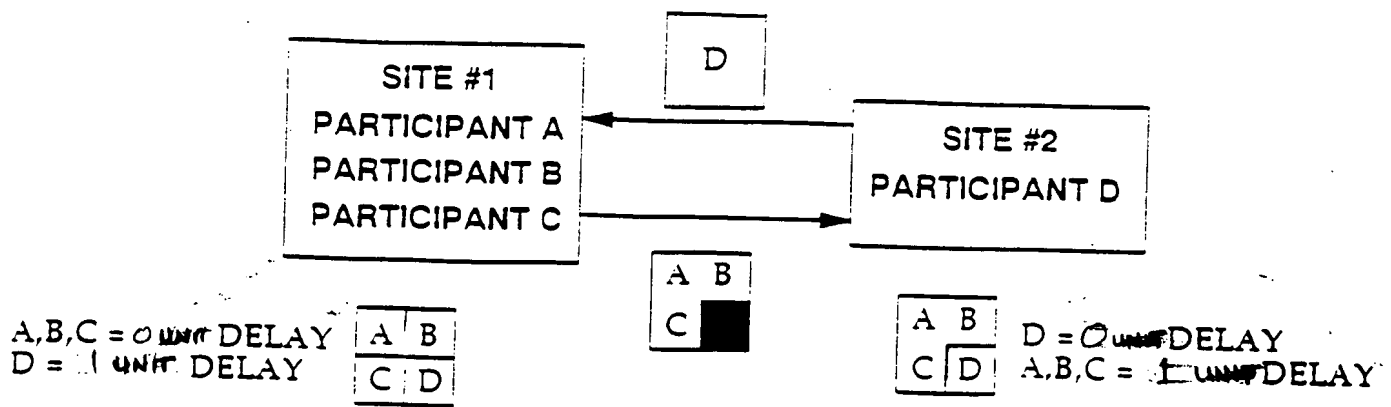 D
SITE #1
PARTICIPANT A
PARTICIPANT B
PARTICIPANT C
SITE #2
PARTICIPANT D
A B
C
A,B,C = 0 UNIT DELAY
D = 1 UNIT DELAY
A B
C D
A B
C D
D = 0 UNIT DELAY
A,B,C = 1 UNIT DELAY